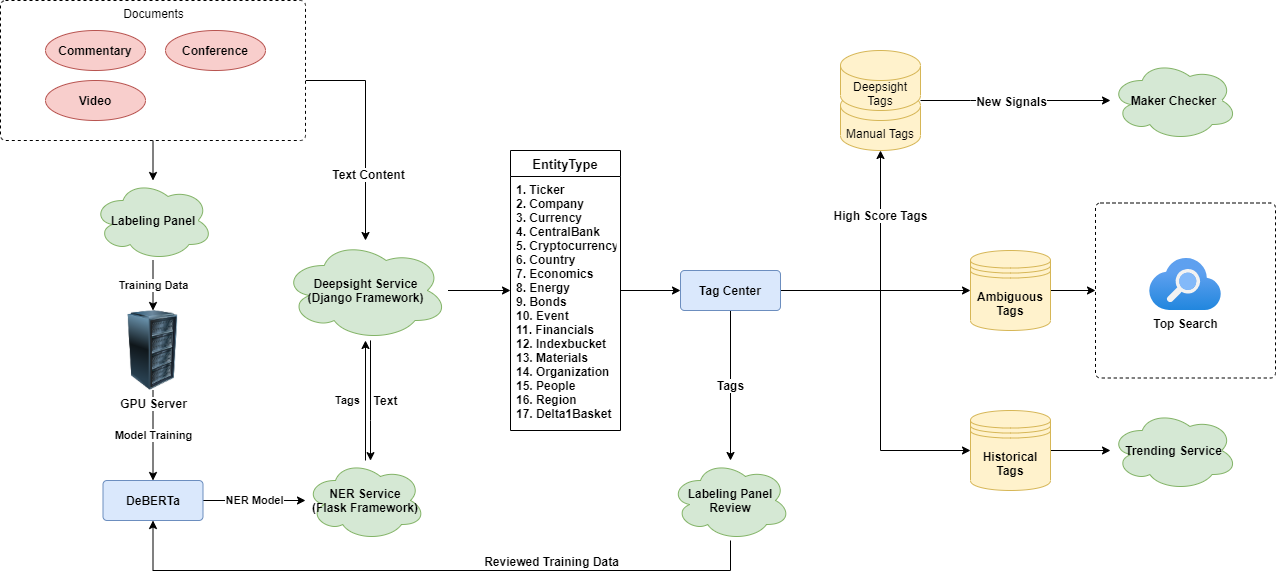 Documents
Commentary
Conference
Video
Text Content
Labeling Panel
Training Data
GPU Server
Model Training
DeBERTa
NER Model
NER Service
(Flask Framework)
Tags
Text
Deepsight Service
(Django Framework)
EntityType
1. Ticker
2. Company
3. Currency
4. CentralBank
5. Cryptocurrency
6. Country
7. Economics
8. Energy
9. Bonds
10. Event
11. Financials
12. Indexbucket
13. Materials
14. Organization
15. People
16. Region
17. Delta1Basket
Tag Center
Tags
Labeling Panel
Review
Reviewed Training Data
High Score Tags
Deepsight
Tags
Manual Tags
New Signals
Maker Checker
Ambiguous
Tags
Top Search
Historical
Tags
Trending Service